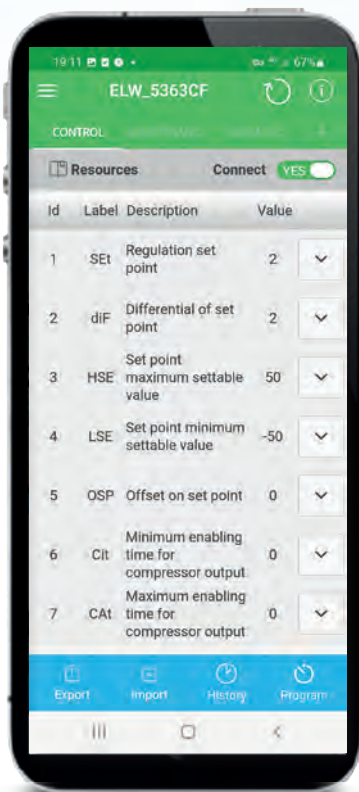 19:11
67%
ELW_5363CF
CONTROL
Resources Connect YES
Id Label Description Value
1 SEt Regulation set point 2
2 diF Differential of set point 2
3 HSE Set point maximum settable value 50
4 LSE Set point minimum settable value -50
5 OSP Offset on set point 0
6 Cit Minimum enabling time for compressor output 0
7 CAt Maximum enabling time for compressor output 0
Export Import History Program